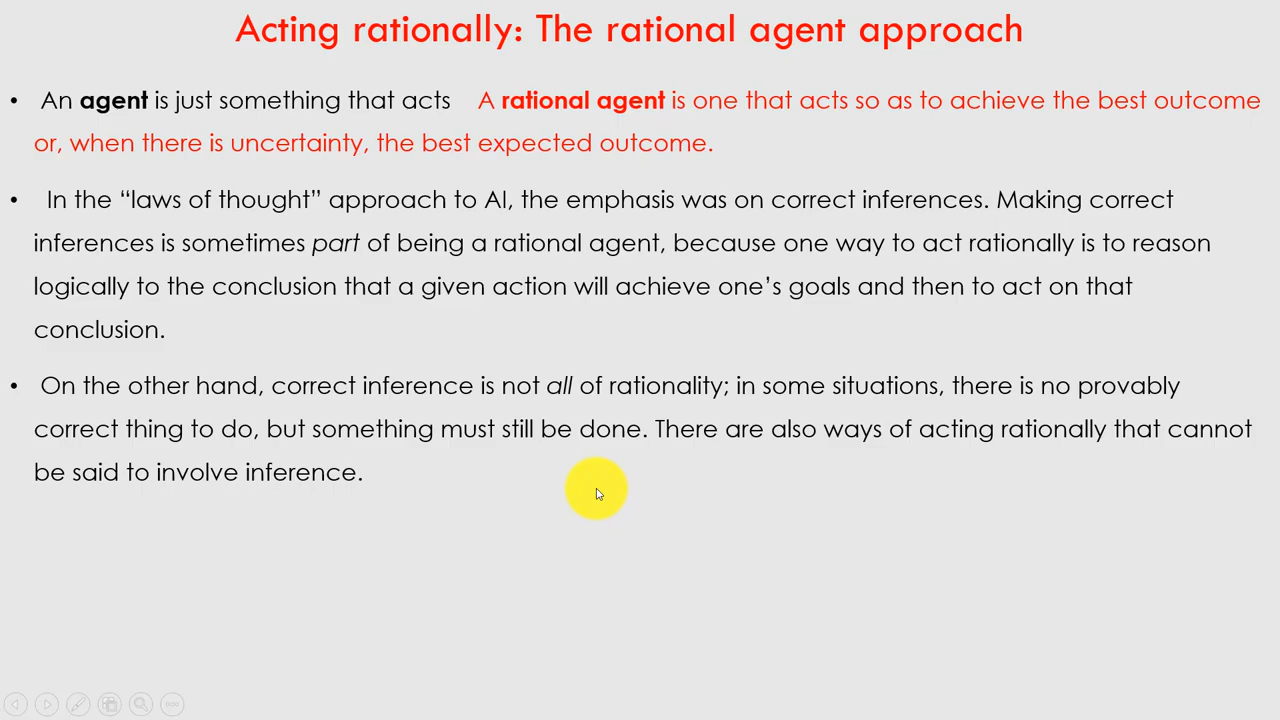 Acting rationally: The rational agent approach
• An agent is just something that acts A rational agent is one that acts so as to achieve the best outcome
or, when there is uncertainty, the best expected outcome.
• In the “laws of thought” approach to AI, the emphasis was on correct inferences. Making correct
inferences is sometimes part of being a rational agent, because one way to act rationally is to reason
logically to the conclusion that a given action will achieve one’s goals and then to act on that
conclusion.
• On the other hand, correct inference is not all of rationality; in some situations, there is no provably
correct thing to do, but something must still be done. There are also ways of acting rationally that cannot
be said to involve inference.